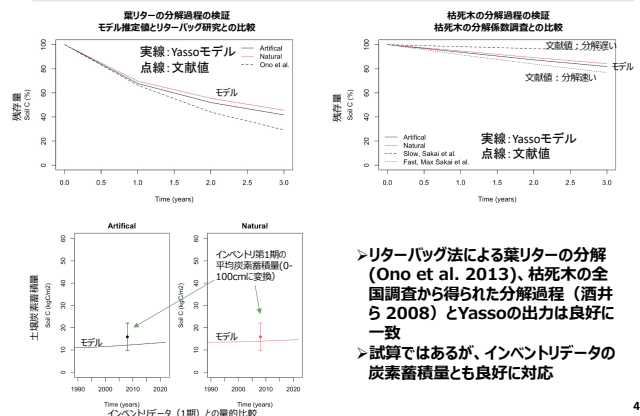 葉リターの分解過程の検証
モデル推定値とリターバッグ研究との比較
実線:Yassoモデル
点線:文献値
Artifical
Natural
Ono et al.
モデル
残存量
Soil C (%)
0 20 40 60 80 100
0.0 0.5 1.0 1.5 2.0 2.5 3.0
Time (years)
枯死木の分解過程の検証
枯死木の分解係数調査との比較
文献値:分解遅い
モデル
文献値:分解速い
Artifical
Natural
Slow, Sakai et al.
Fast, Max Sakai et al.
実線:Yassoモデル
点線:文献値
残存量
Soil C (%)
0 20 40 60 80 100
0.0 0.5 1.0 1.5 2.0 2.5 3.0
Time (years)
Artifical
モデル
土壌炭素蓄積量
Soil C (kgC/m2)
0 10 20 30 40 50 60
1990 2000 2010 2020
Time (years)
Natural
インベントリ第1期の
平均炭素蓄積量(0-
100cmに変換)
モデル
Soil C (kgC/m2)
0 10 20 30 40 50 60
1990 2000 2010 2020
Time (years)
インベントリデータ(1期)との量的比較
➢リターバッグ法による葉リターの分解
(Ono et al. 2013)、枯死木の全
国調査から得られた分解過程(酒井
ら 2008)とYassoの出力は良好に
一致
➢試算ではあるが、インベントリデータの
炭素蓄積量とも良好に対応
4